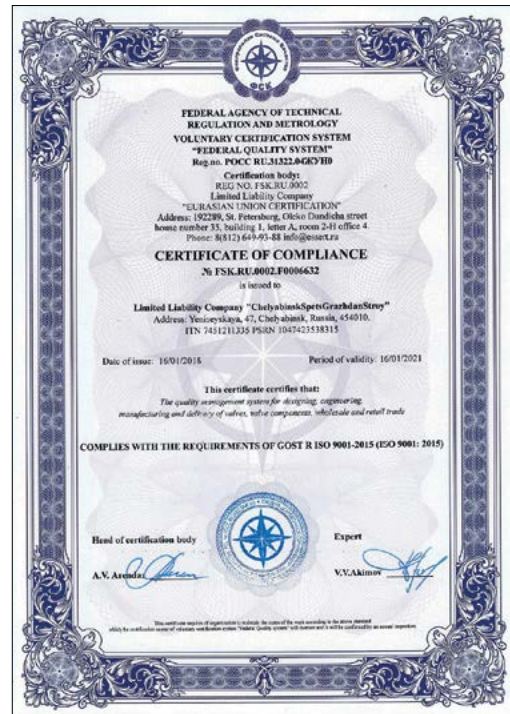 ФСК
FEDERAL AGENCY OF TECHNICAL
REGULATION AND METROLOGY
VOLUNTARY CERTIFICATION SYSTEM
"FEDERAL QUALITY SYSTEM"
Reg.no. РОСС RU.31322.04ЖУН0
Certification body:
REG NO. FSK.RU.0002
Limited Liability Company
"EURASIAN UNION CERTIFICATION"
Address: 192289, St. Petersburg, Oleko Dundicha street
house number 35, building 1, letter A, room 2-H office 4
Phone: 8(812) 649-93-88 info@essert.ru
CERTIFICATE OF COMPLIANCE
№ FSK.RU.0002.F0006632
is issued to
Limited Liability Company "ChelyabinskSpetsGrazhdanStroy"
Address: Yeniseyskaya, 47, Chelyabinsk, Russia, 454010.
ITN 7451211335 PSRN 1047423538315
Date of issue: 16/01/2018 Period of validity: 16/01/2021
This certificate certifies that:
The quality management system for designing, engineering,
manufacturing and delivery of valves, valve components, wholesale and retail trade
COMPLIES WITH THE REQUIREMENTS OF GOST R ISO 9001-2015 (ISO 9001: 2015)
Head of certification body Expert
A.V. Arendar V.V.Akimov